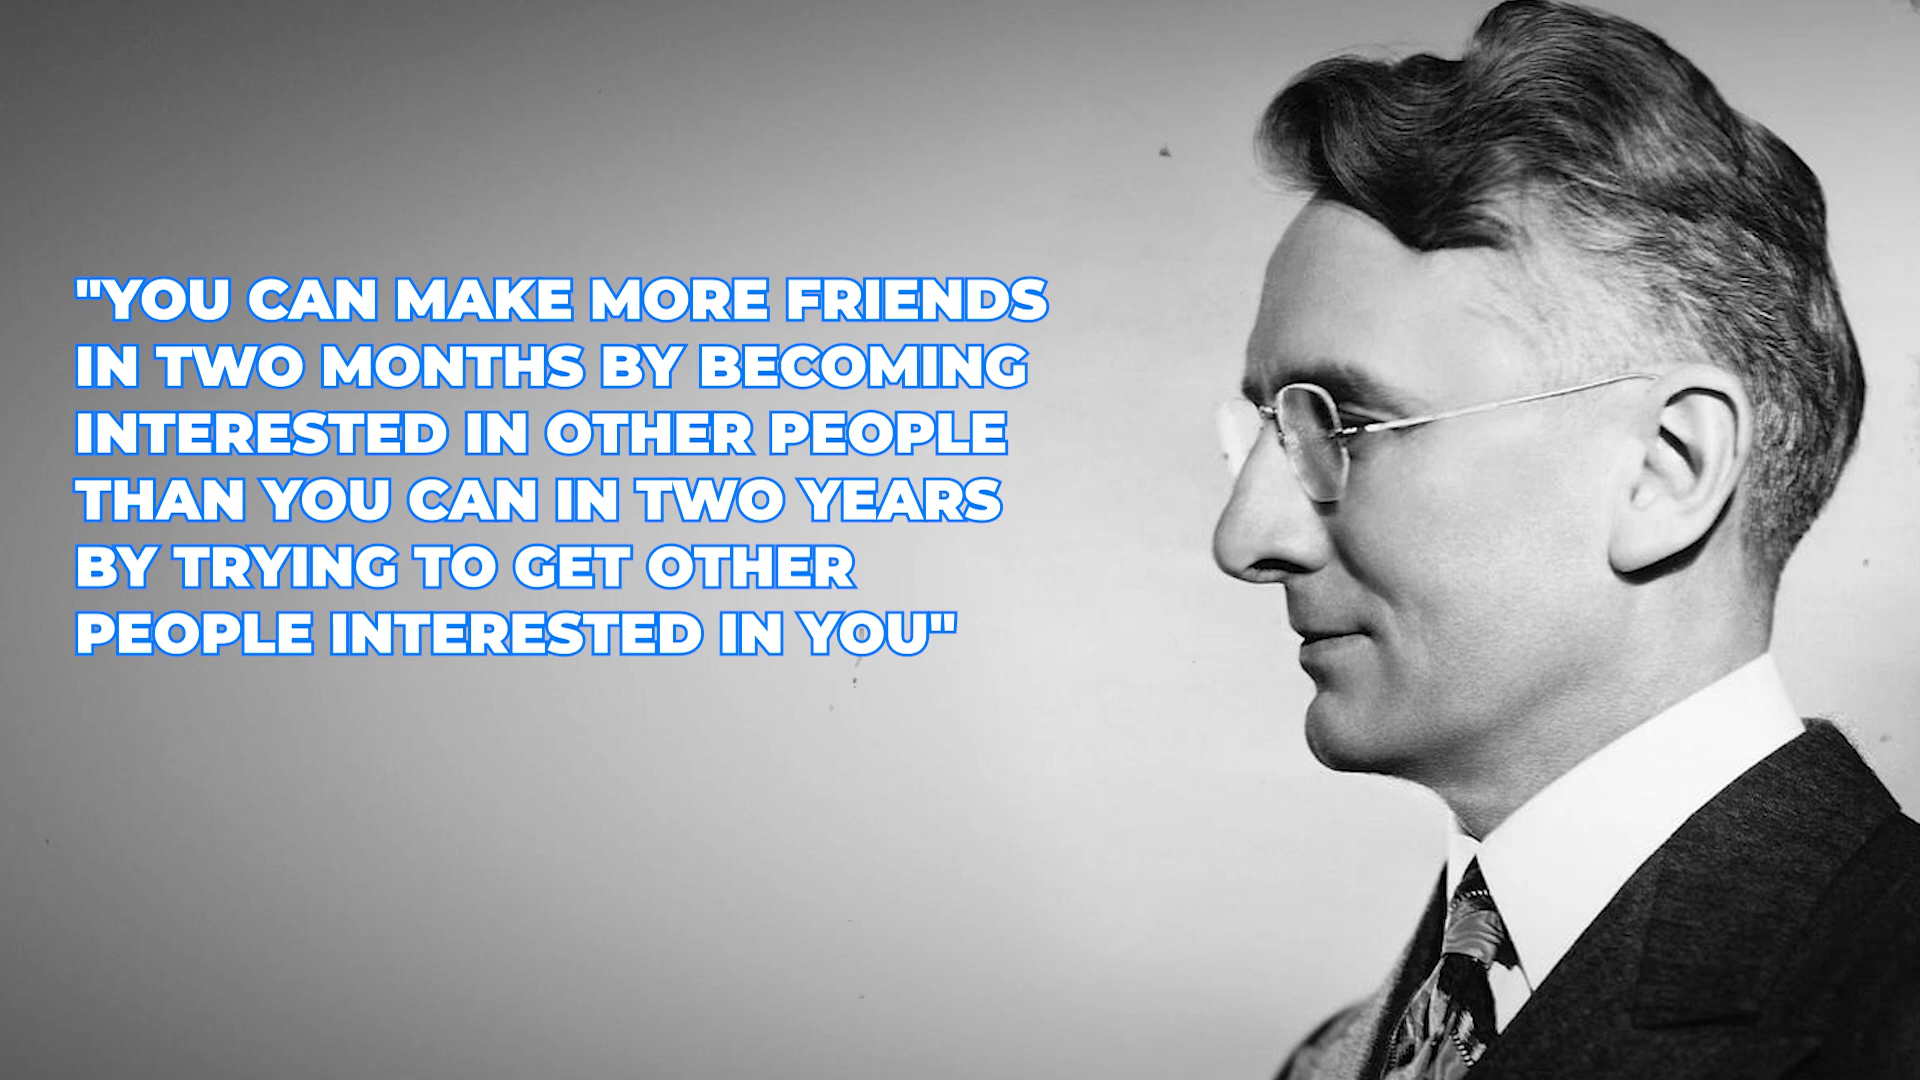 "YOU CAN MAKE MORE FRIENDS
IN TWO MONTHS BY BECOMING
INTERESTED IN OTHER PEOPLE
THAN YOU CAN IN TWO YEARS
BY TRYING TO GET OTHER
PEOPLE INTERESTED IN YOU"